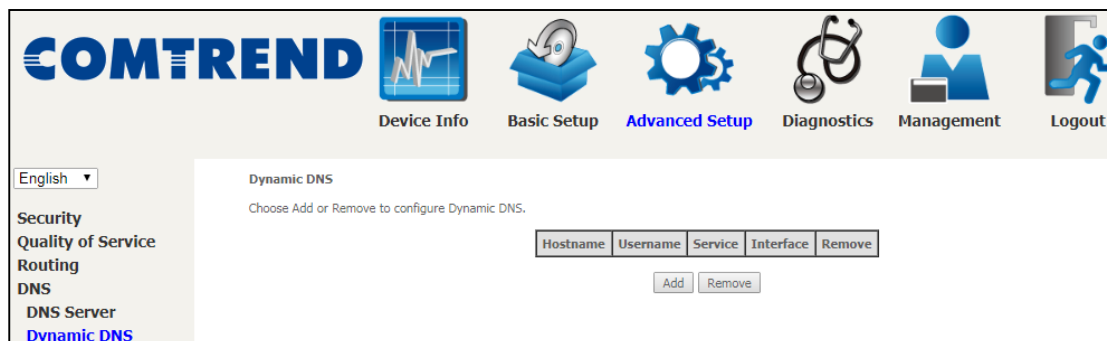 COMTREND
Device Info Basic Setup Advanced Setup Diagnostics Management Logout
English
Security
Quality of Service
Routing
DNS
DNS Server
Dynamic DNS
Dynamic DNS
Choose Add or Remove to configure Dynamic DNS.
Hostname Username Service Interface Remove
Add Remove